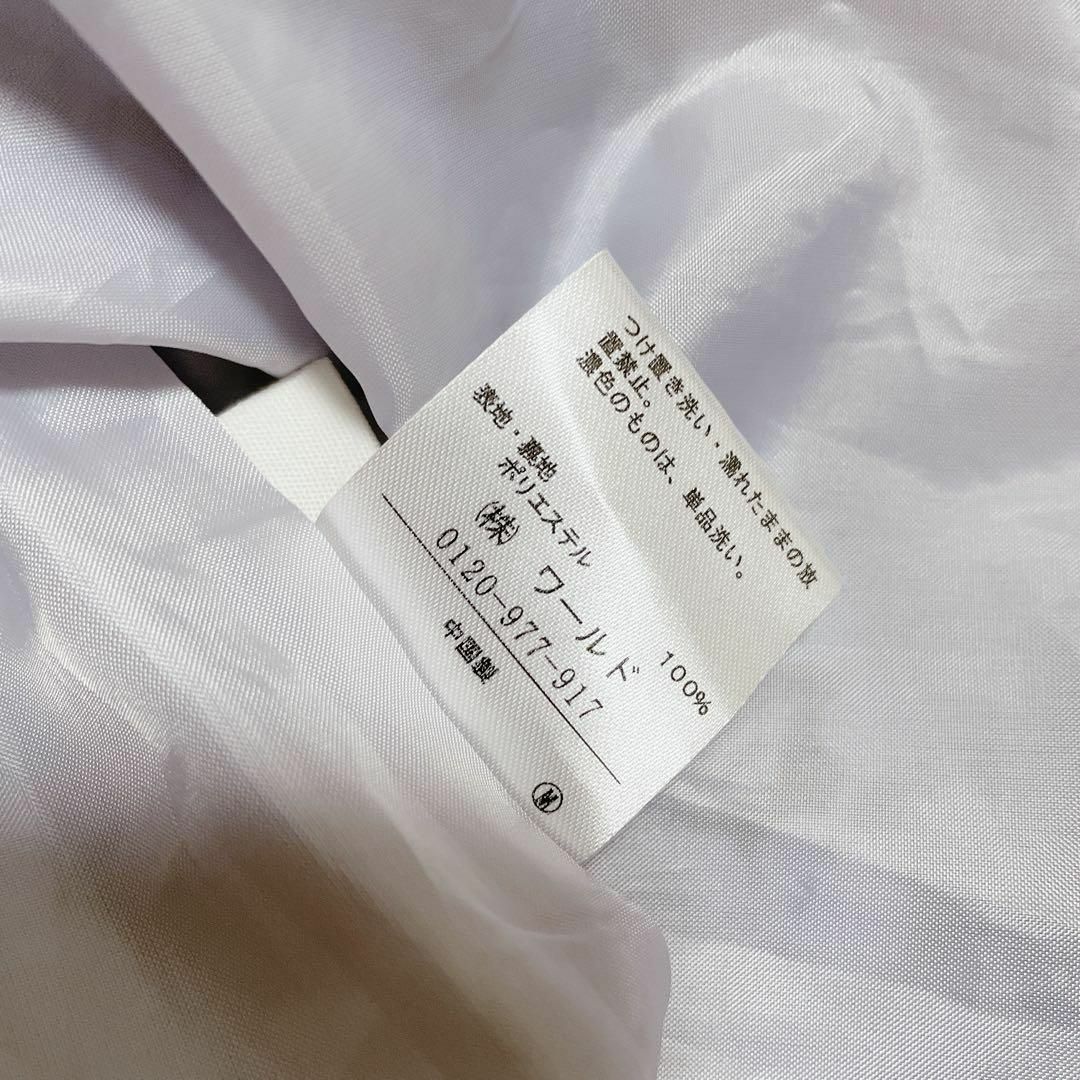 つけ置き洗い・濡れたままの放
置禁止。
濃色のものは、単品洗い。
表地・裏地
ポリエステル 100%
(株) ワールド
0120-977-917
中国製
Ⓜ